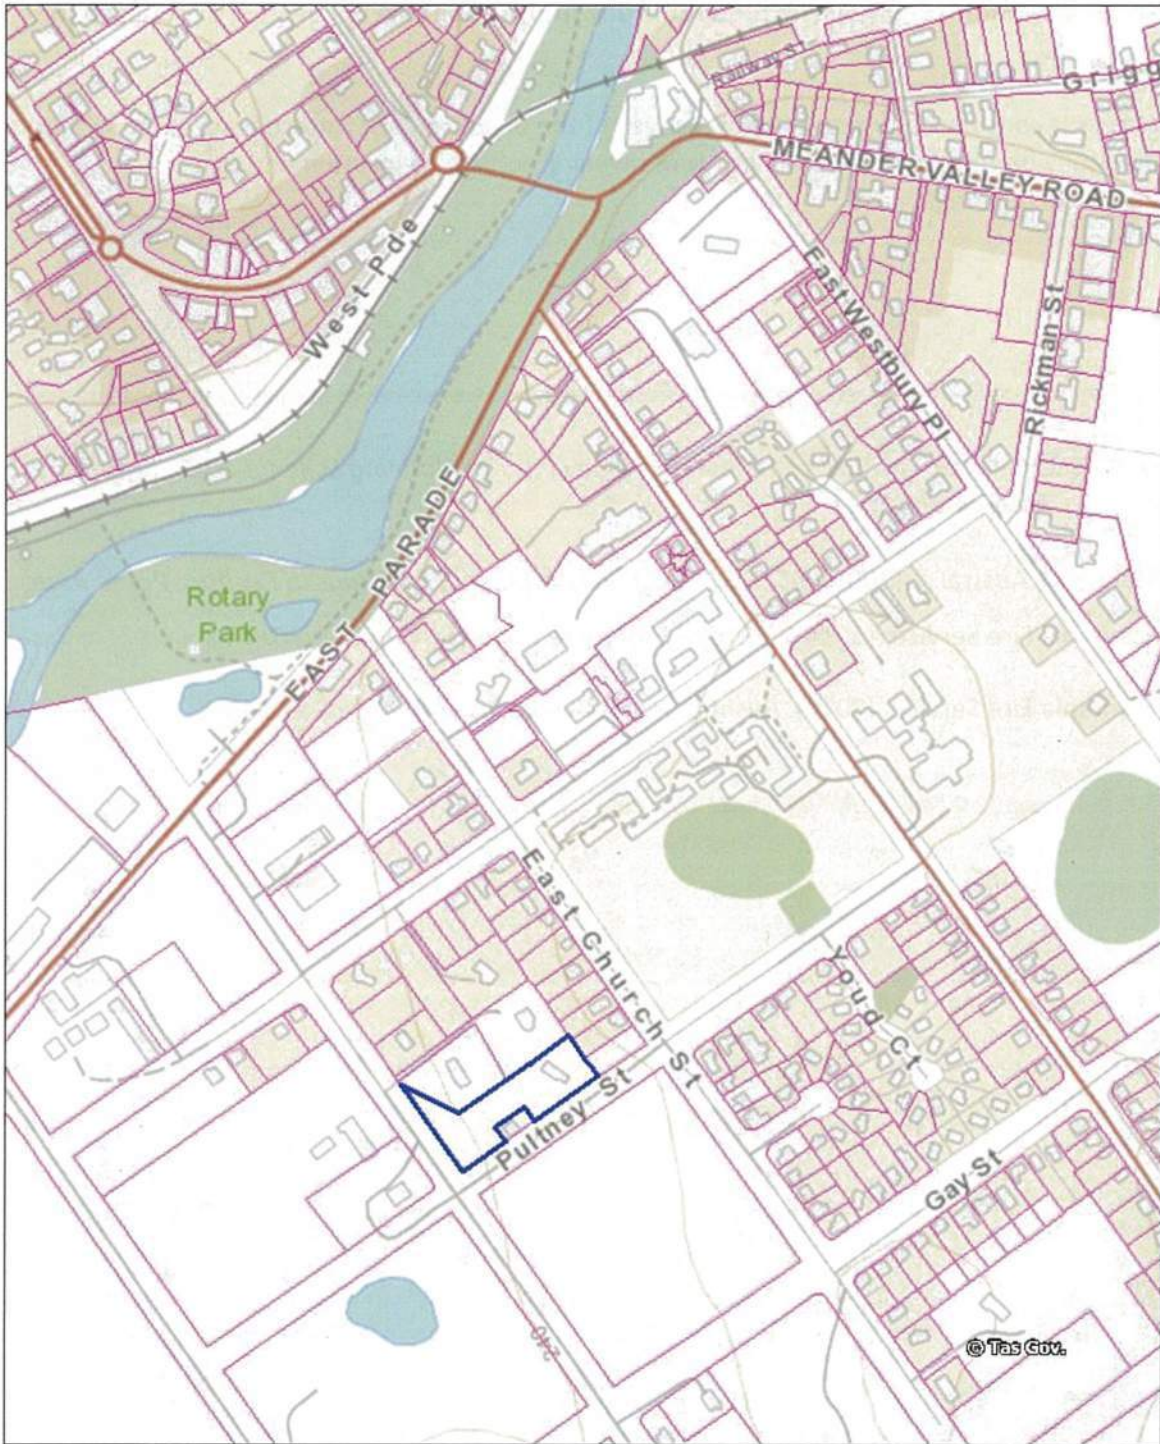 Railway St
Grigg
MEANDER VALLEY ROAD
West Pde
East Westbury Pl
Rickman St
EAST PARADE
Rotary
Park
East Church St
Youd Ct
Pultney St
Gay St
240
© Tas Gov.